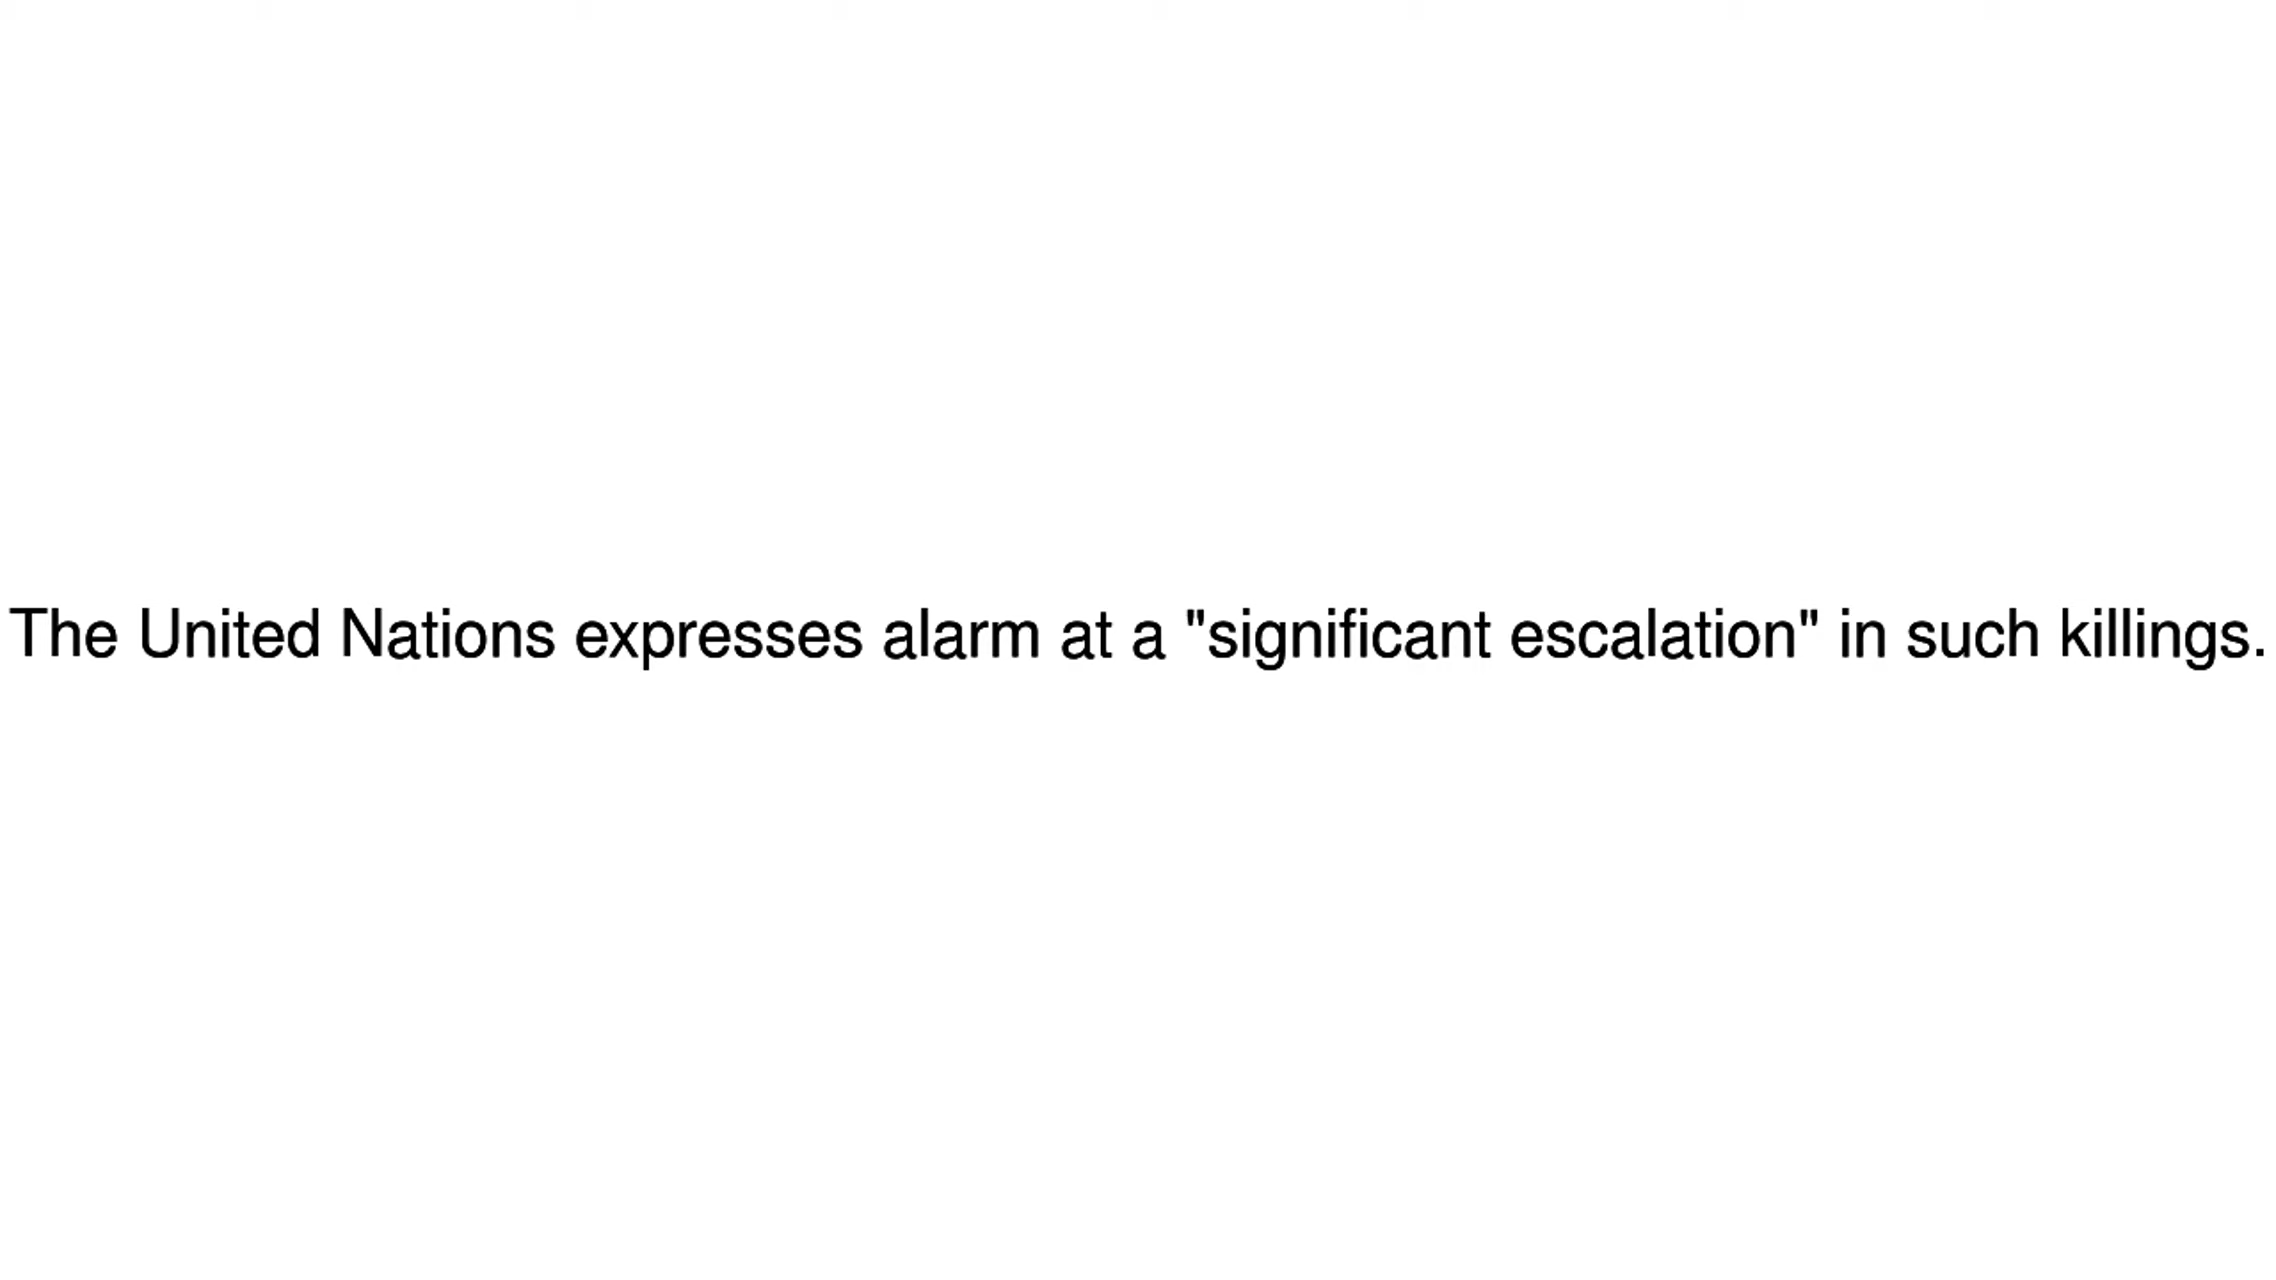 The United Nations expresses alarm at a "significant escalation" in such killings.